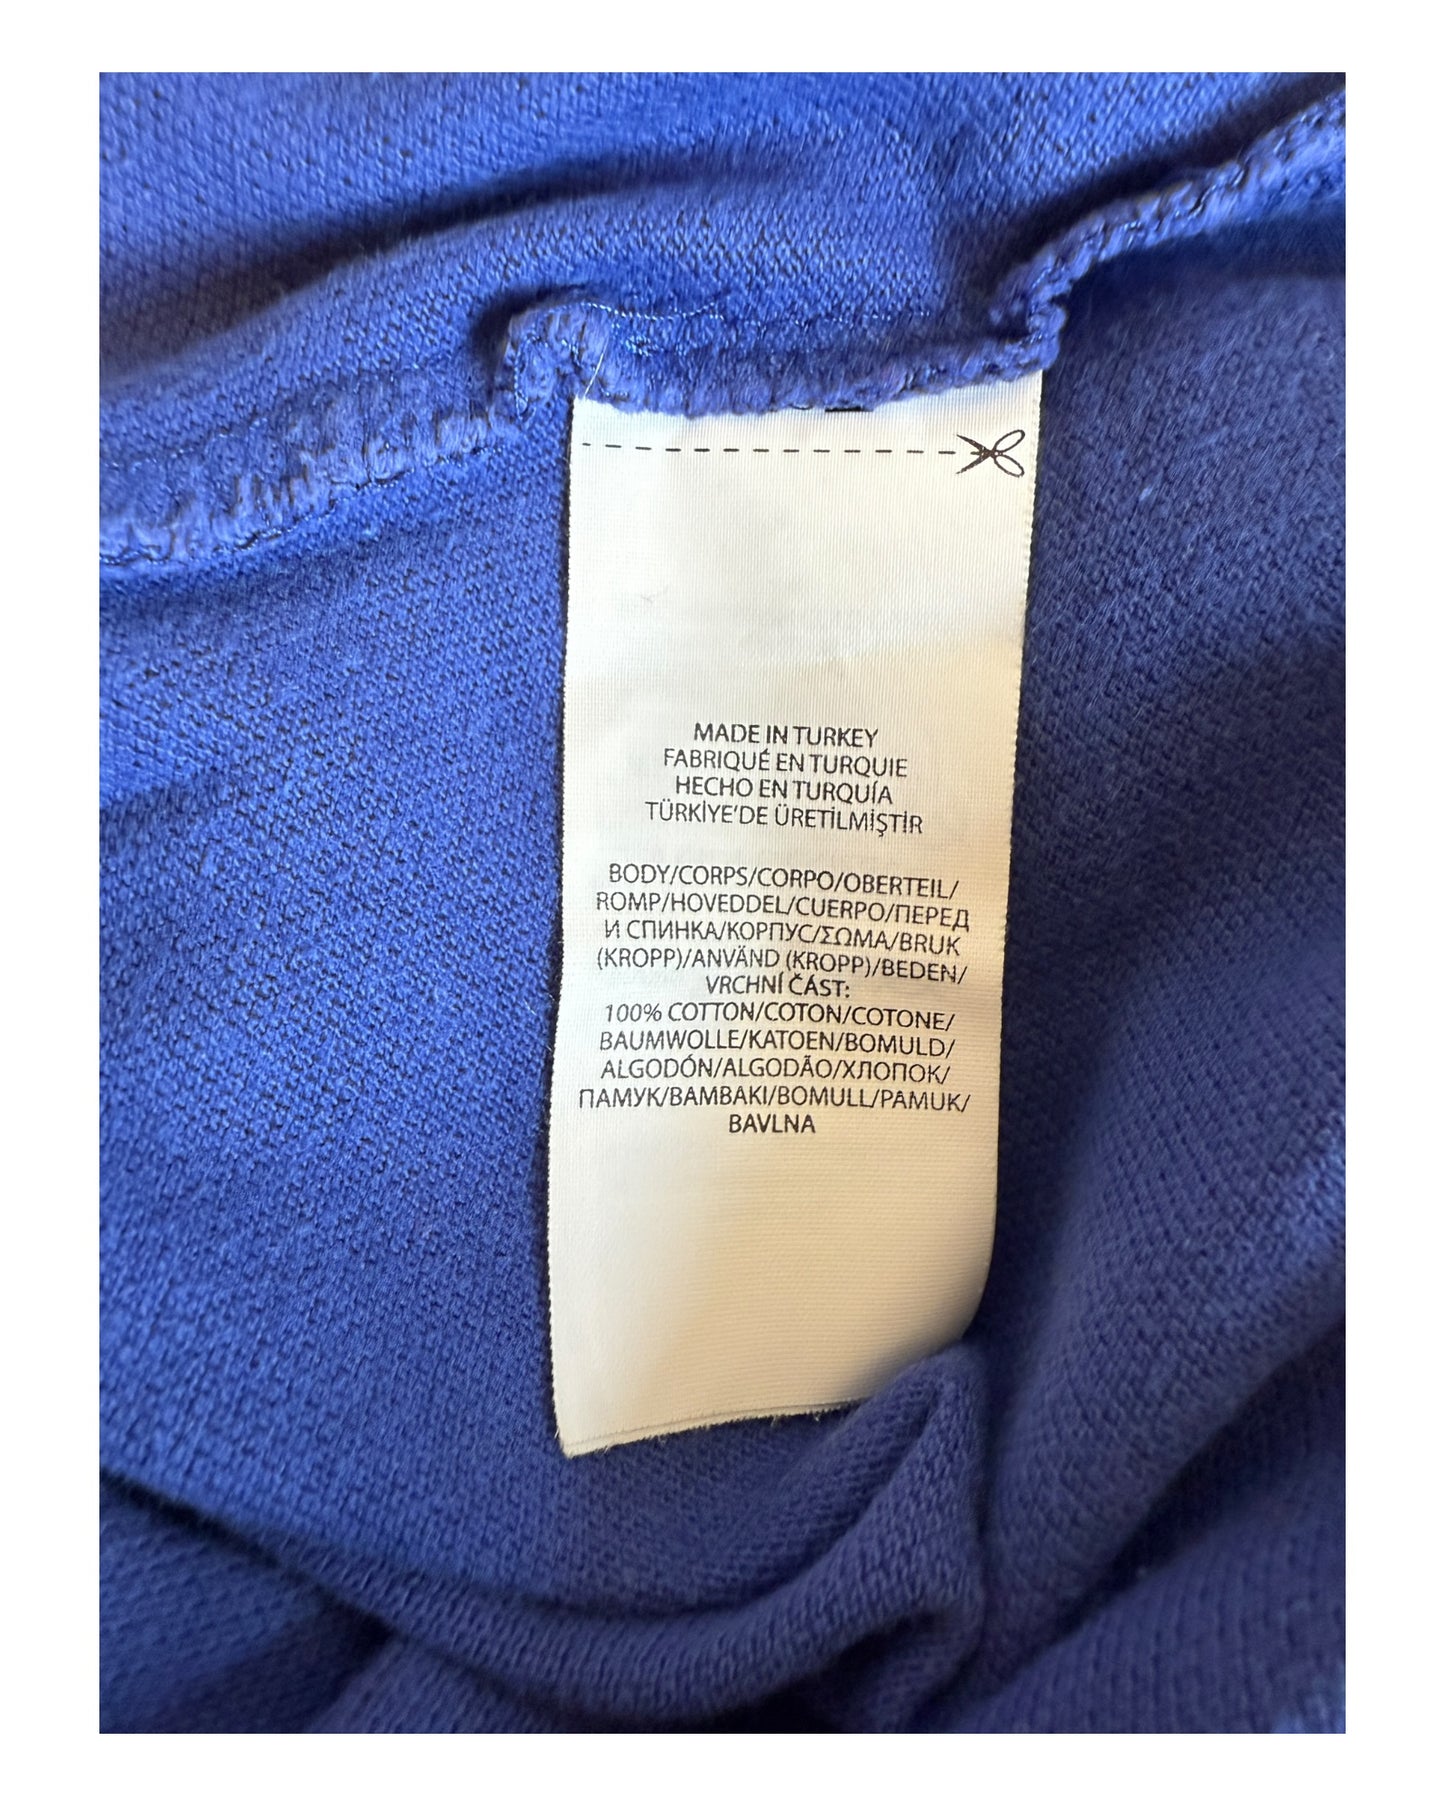 MADE IN TURKEY
FABRIQUÉ EN TURQUIE
HECHO EN TURQUÍA
TÜRKİYE'DE ÜRETİLMİŞTİR
BODY/CORPS/CORPO/OBERTEIL/
ROMP/HOVEDDEL/CUERPO/ПЕРЕД
И СПИНКА/КОРПУС/ΣΩΜΑ/BRUK
(KROPP)/ANVÄND (KROPP)/BEDEN/
VRCHNÍ ČÁST:
100% COTTON/COTON/COTONE/
BAUMWOLLE/KATOEN/BOMULD/
ALGODÓN/ALGODÃO/ХЛОПОК/
ПАМУК/ΒΑΜΒΑΚΙ/BOMULL/PAMUK/
BAVLNA